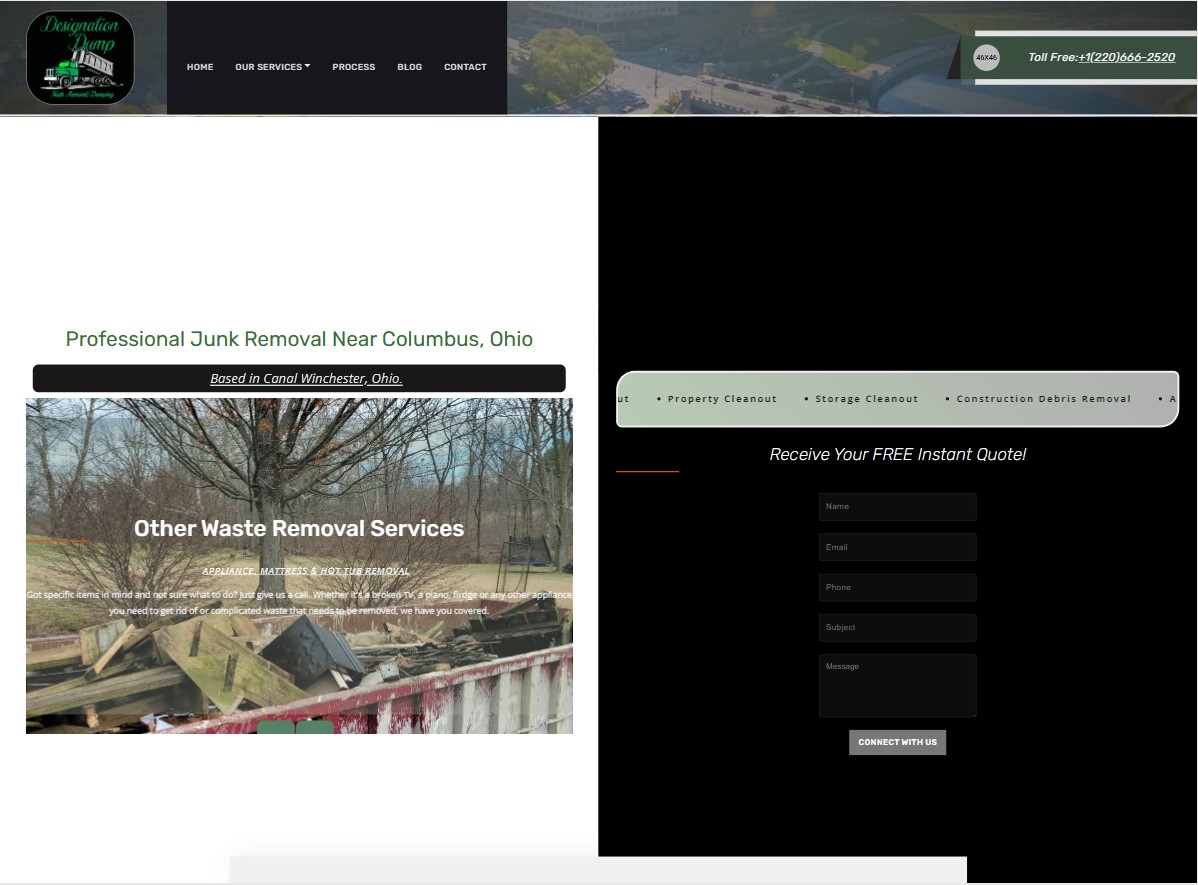 Designation
Dump
Junk Removal/Dumping
HOME
OUR SERVICES
PROCESS
BLOG
CONTACT
46X46
Toll Free:+1(220)666-2520
Professional Junk Removal Near Columbus, Ohio
Based in Canal Winchester, Ohio.
Other Waste Removal Services
APPLIANCE, MATTRESS & HOT TUB REMOVAL
Got specific items in mind and not sure what to do? Just give us a call. Whether it's a broken TV, a piano, firdge or any other appliance
you need to get rid of or complicated waste that needs to be removed, we have you covered.
ut • Property Cleanout • Storage Cleanout • Construction Debris Removal • A
Receive Your FREE Instant Quote!
Name
Email
Phone
Subject
Message
CONNECT WITH US